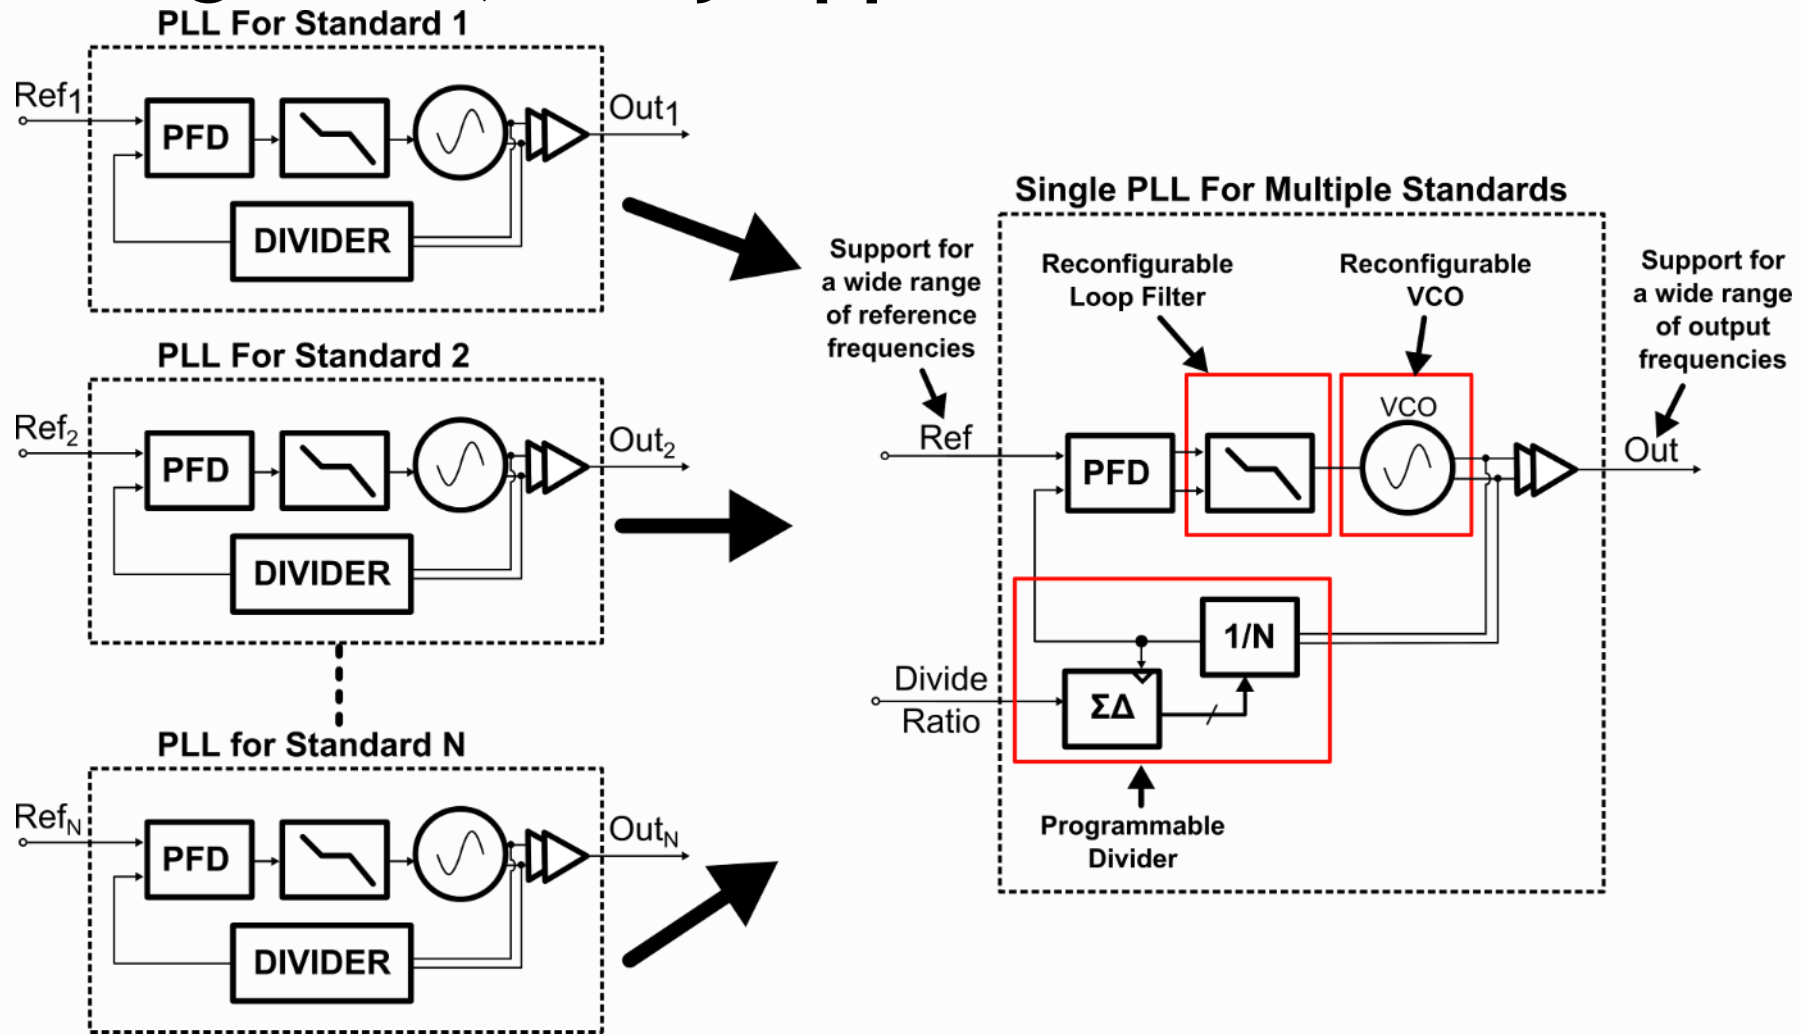 PLL For Standard 1
Ref1
PFD
Out1
DIVIDER
PLL For Standard 2
Ref2
PFD
Out2
DIVIDER
PLL for Standard N
RefN
PFD
OutN
DIVIDER
Single PLL For Multiple Standards
Support for
a wide range
of reference
frequencies
Reconfigurable
Loop Filter
Reconfigurable
VCO
Support for
a wide range
of output
frequencies
Ref
PFD
VCO
Out
1/N
Divide
Ratio
ΣΔ
Programmable
Divider